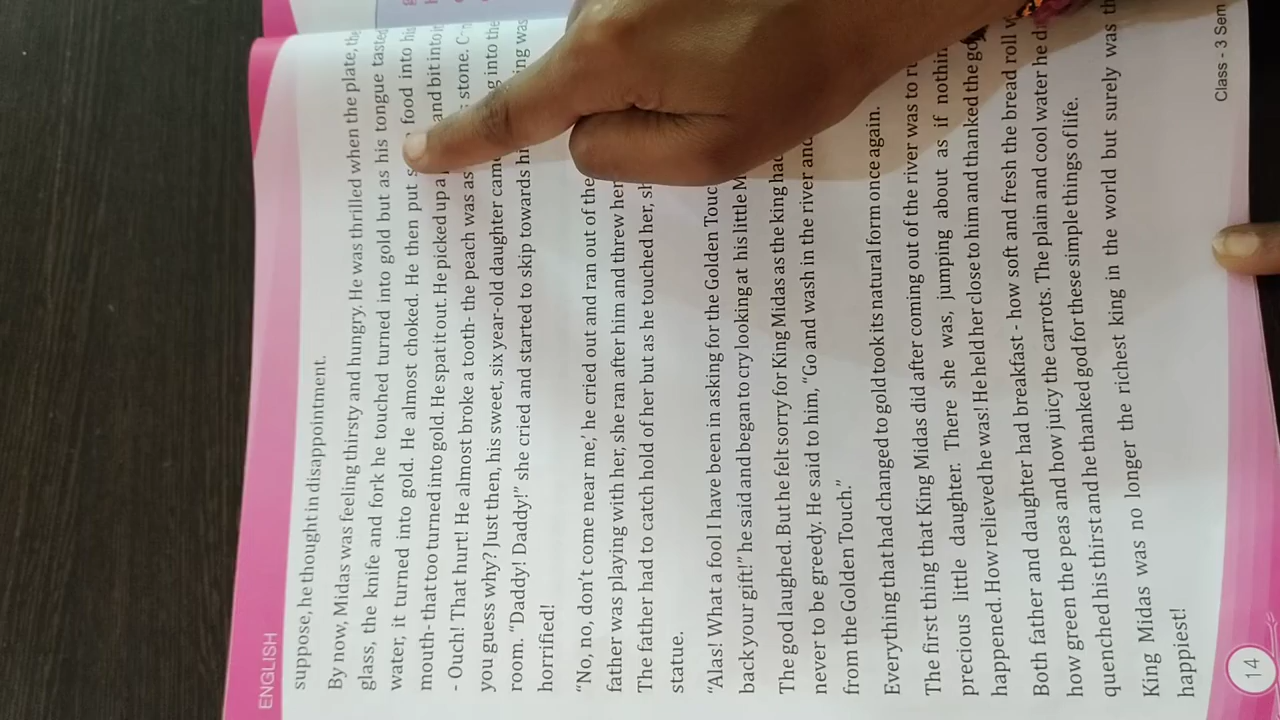 ENGLISH
suppose, he thought in disappointment.
By now, Midas was feeling thirsty and hungry. He was thrilled when the plate, the
glass, the knife and fork he touched turned into gold but as his tongue tasted
water, it turned into gold. He almost choked. He then put food into his
mouth- that too turned into gold. He spat it out. He picked up a and bit into it
- Ouch! That hurt! He almost broke a tooth- the peach was as stone.
you guess why? Just then, his sweet, six year-old daughter came into the
room. "Daddy! Daddy!" she cried and started to skip towards was
horrified!
"No, no, don't come near me,' he cried out and ran out of the
father was playing with her, she ran after him and threw her
The father had to catch hold of her but as he touched her,
statue.
"Alas! What a fool I have been in asking for the Golden
back your gift!" he said and began to cry looking at his little
The god laughed. But he felt sorry for King Midas as the king
never to be greedy. He said to him, "Go and wash in the river
from the Golden Touch."
Everything that had changed to gold took its natural form once again.
The first thing that King Midas did after coming out of the river was to
precious little daughter. There she was, jumping about as if
happened. How relieved he was! He held her close to him and thanked the
Both father and daughter had breakfast - how soft and fresh the bread roll
how green the peas and how juicy the carrots. The plain and cool water he
quenched his thirst and he thanked god for these simple things of life.
King Midas was no longer the richest king in the world but surely was
happiest!
14
Class - 3 Sem